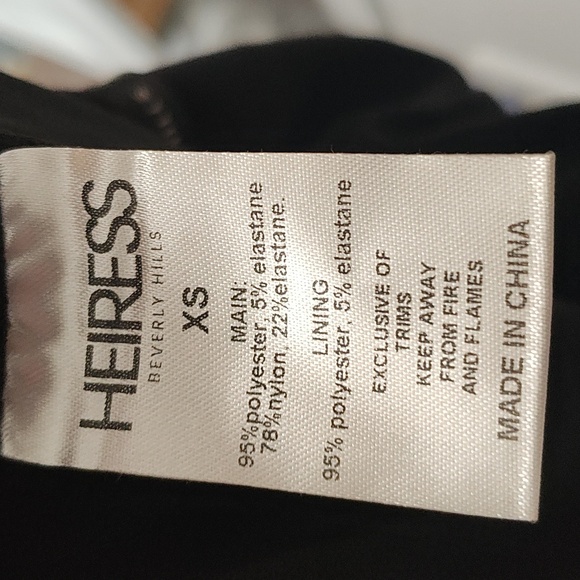 HEIRESS
BEVERLY HILLS
XS
MAIN:
95%polyester, 5% elastane
78%nylon, 22%elastane.
LINING
95% polyester, 5% elastane
EXCLUSIVE OF
TRIMS
KEEP AWAY
FROM FIRE
AND FLAMES
MADE IN CHINA